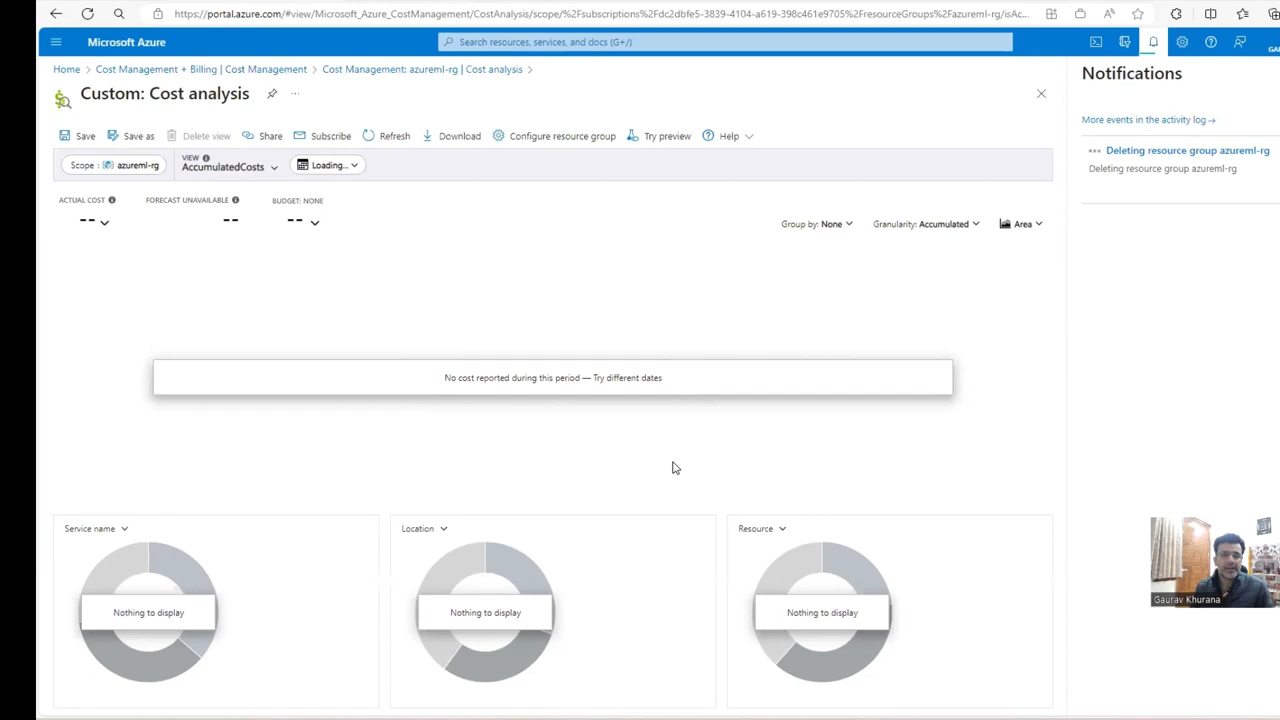 https://portal.azure.com/#view/Microsoft_Azure_CostManagement/CostAnalysis/scope/%2Fsubscriptions%2Fdc2dbfe5-3839-4104-a619-398c461e9705%2FresourceGroups%2Fazureml-rg/isAc...
Microsoft Azure
Search resources, services, and docs (G+/)
Home > Cost Management + Billing | Cost Management > Cost Management: azureml-rg | Cost analysis >
Custom: Cost analysis
Save Save as Delete view Share Subscribe Refresh Download Configure resource group Try preview Help
Scope : azureml-rg VIEW AccumulatedCosts Loading...
ACTUAL COST FORECAST UNAVAILABLE BUDGET: NONE
-- -- --
Group by: None Granularity: Accumulated Area
No cost reported during this period — Try different dates
Service name Location Resource
Nothing to display Nothing to display Nothing to display
Notifications
More events in the activity log →
Deleting resource group azureml-rg
Deleting resource group azureml-rg
Gaurav Khurana